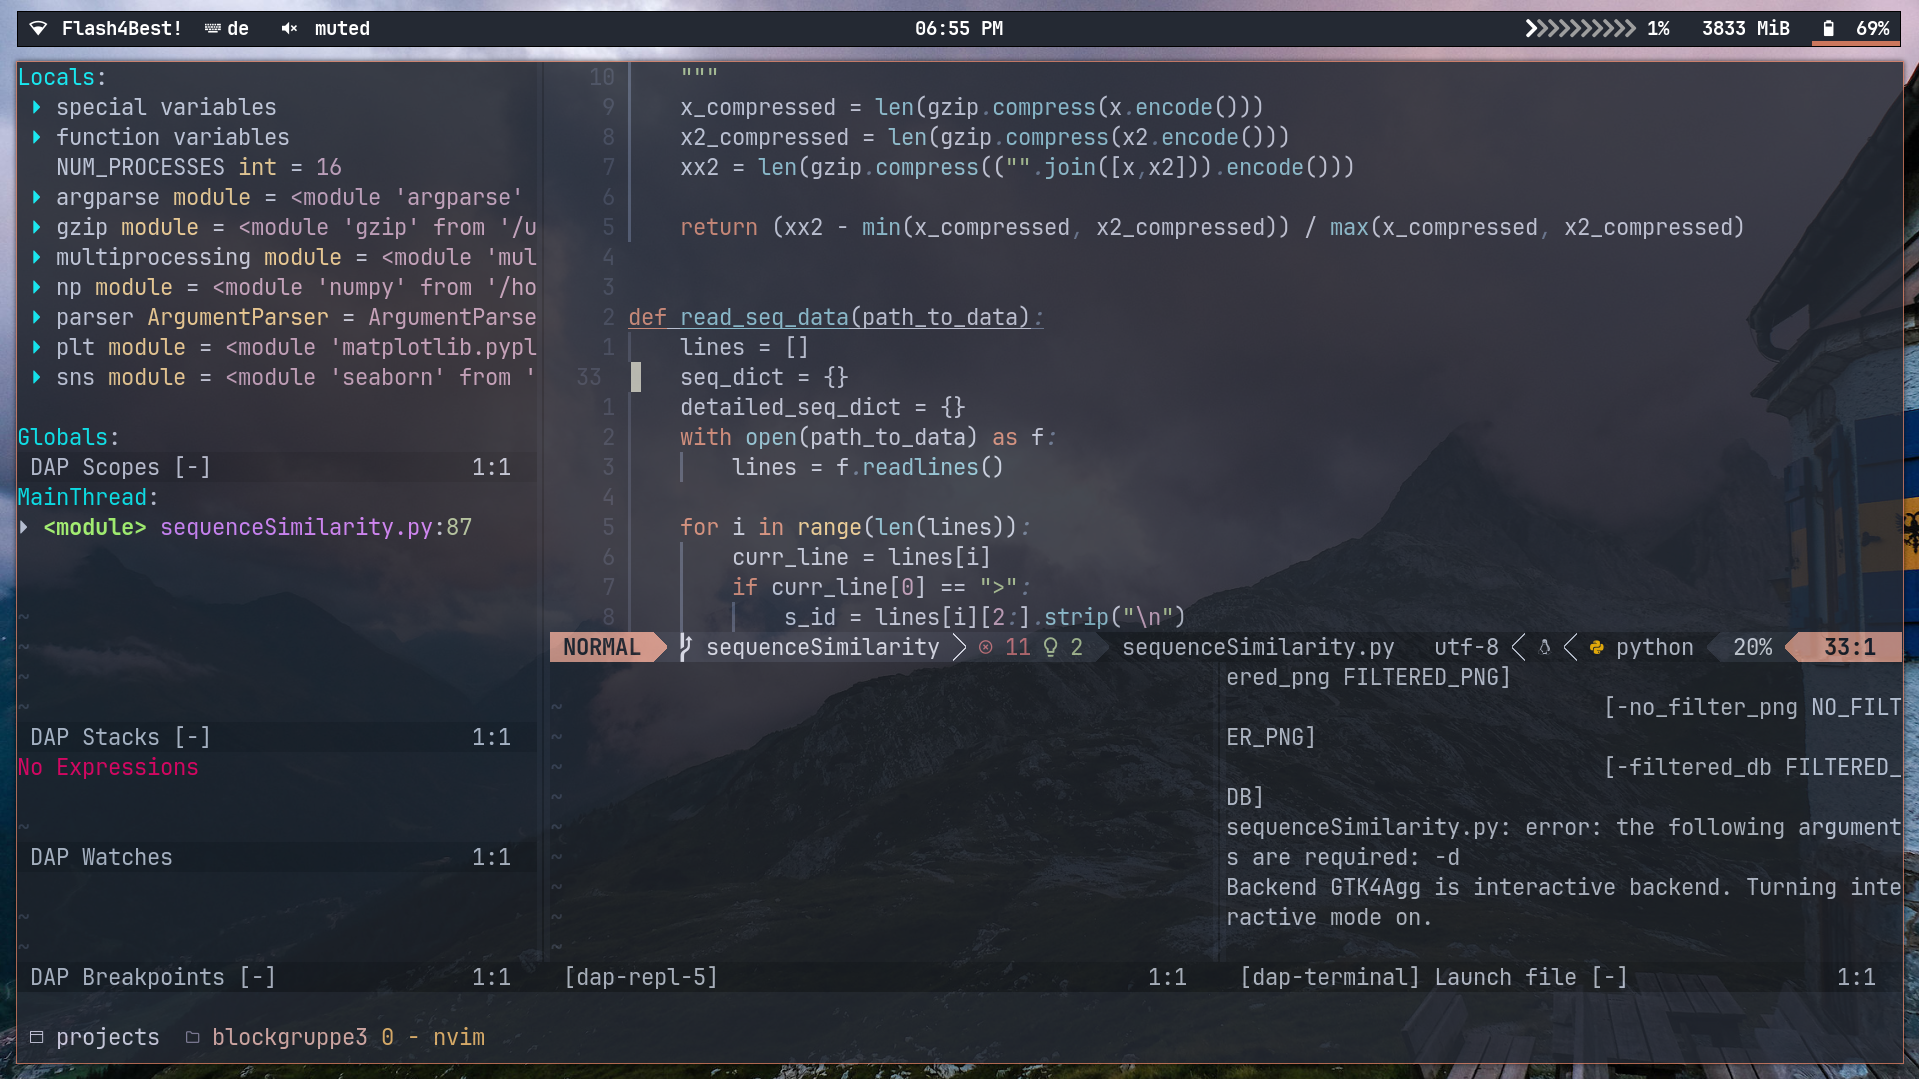 Flash4Best! de muted 06:55 PM 1% 3833 MiB 69%
Locals:
special variables
function variables
NUM_PROCESSES int = 16
argparse module = <module 'argparse'
gzip module = <module 'gzip' from '/u
multiprocessing module = <module 'mul
np module = <module 'numpy' from '/ho
parser ArgumentParser = ArgumentParse
plt module = <module 'matplotlib.pypl
sns module = <module 'seaborn' from '
Globals:
DAP Scopes [-] 1:1
MainThread:
<module> sequenceSimilarity.py:87
~
~
~
~
DAP Stacks [-] 1:1
No Expressions
~
DAP Watches 1:1
~
~
DAP Breakpoints [-] 1:1
10 """
9 x_compressed = len(gzip.compress(x.encode()))
8 x2_compressed = len(gzip.compress(x2.encode()))
7 xx2 = len(gzip.compress(("".join([x,x2])).encode()))
6
5 return (xx2 - min(x_compressed, x2_compressed)) / max(x_compressed, x2_compressed)
4
3
2 def read_seq_data(path_to_data):
1 lines = []
33 seq_dict = {}
1 detailed_seq_dict = {}
2 with open(path_to_data) as f:
3 lines = f.readlines()
4
5 for i in range(len(lines)):
6 curr_line = lines[i]
7 if curr_line[0] == ">":
8 s_id = lines[i][2:].strip("\n")
NORMAL sequenceSimilarity 11 2 sequenceSimilarity.py utf-8 python 20% 33:1
~
~
~
~
~
~
~
~
~
[dap-repl-5] 1:1
ered_png FILTERED_PNG]
[-no_filter_png NO_FILT
ER_PNG]
[-filtered_db FILTERED_
DB]
sequenceSimilarity.py: error: the following argument
s are required: -d
Backend GTK4Agg is interactive backend. Turning inte
ractive mode on.
[dap-terminal] Launch file [-] 1:1
projects blockgruppe3 0 - nvim